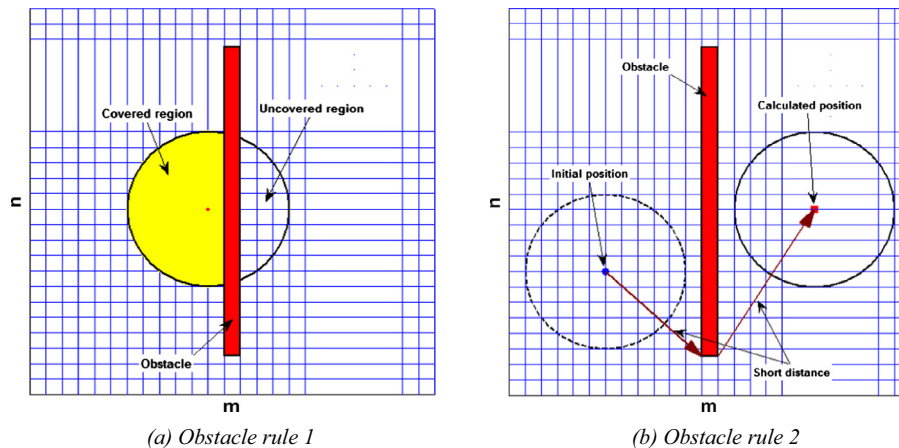 Covered region
Uncovered region
Obstacle
n
m
(a) Obstacle rule 1
Obstacle
Calculated position
Initial position
Short distance
n
m
(b) Obstacle rule 2